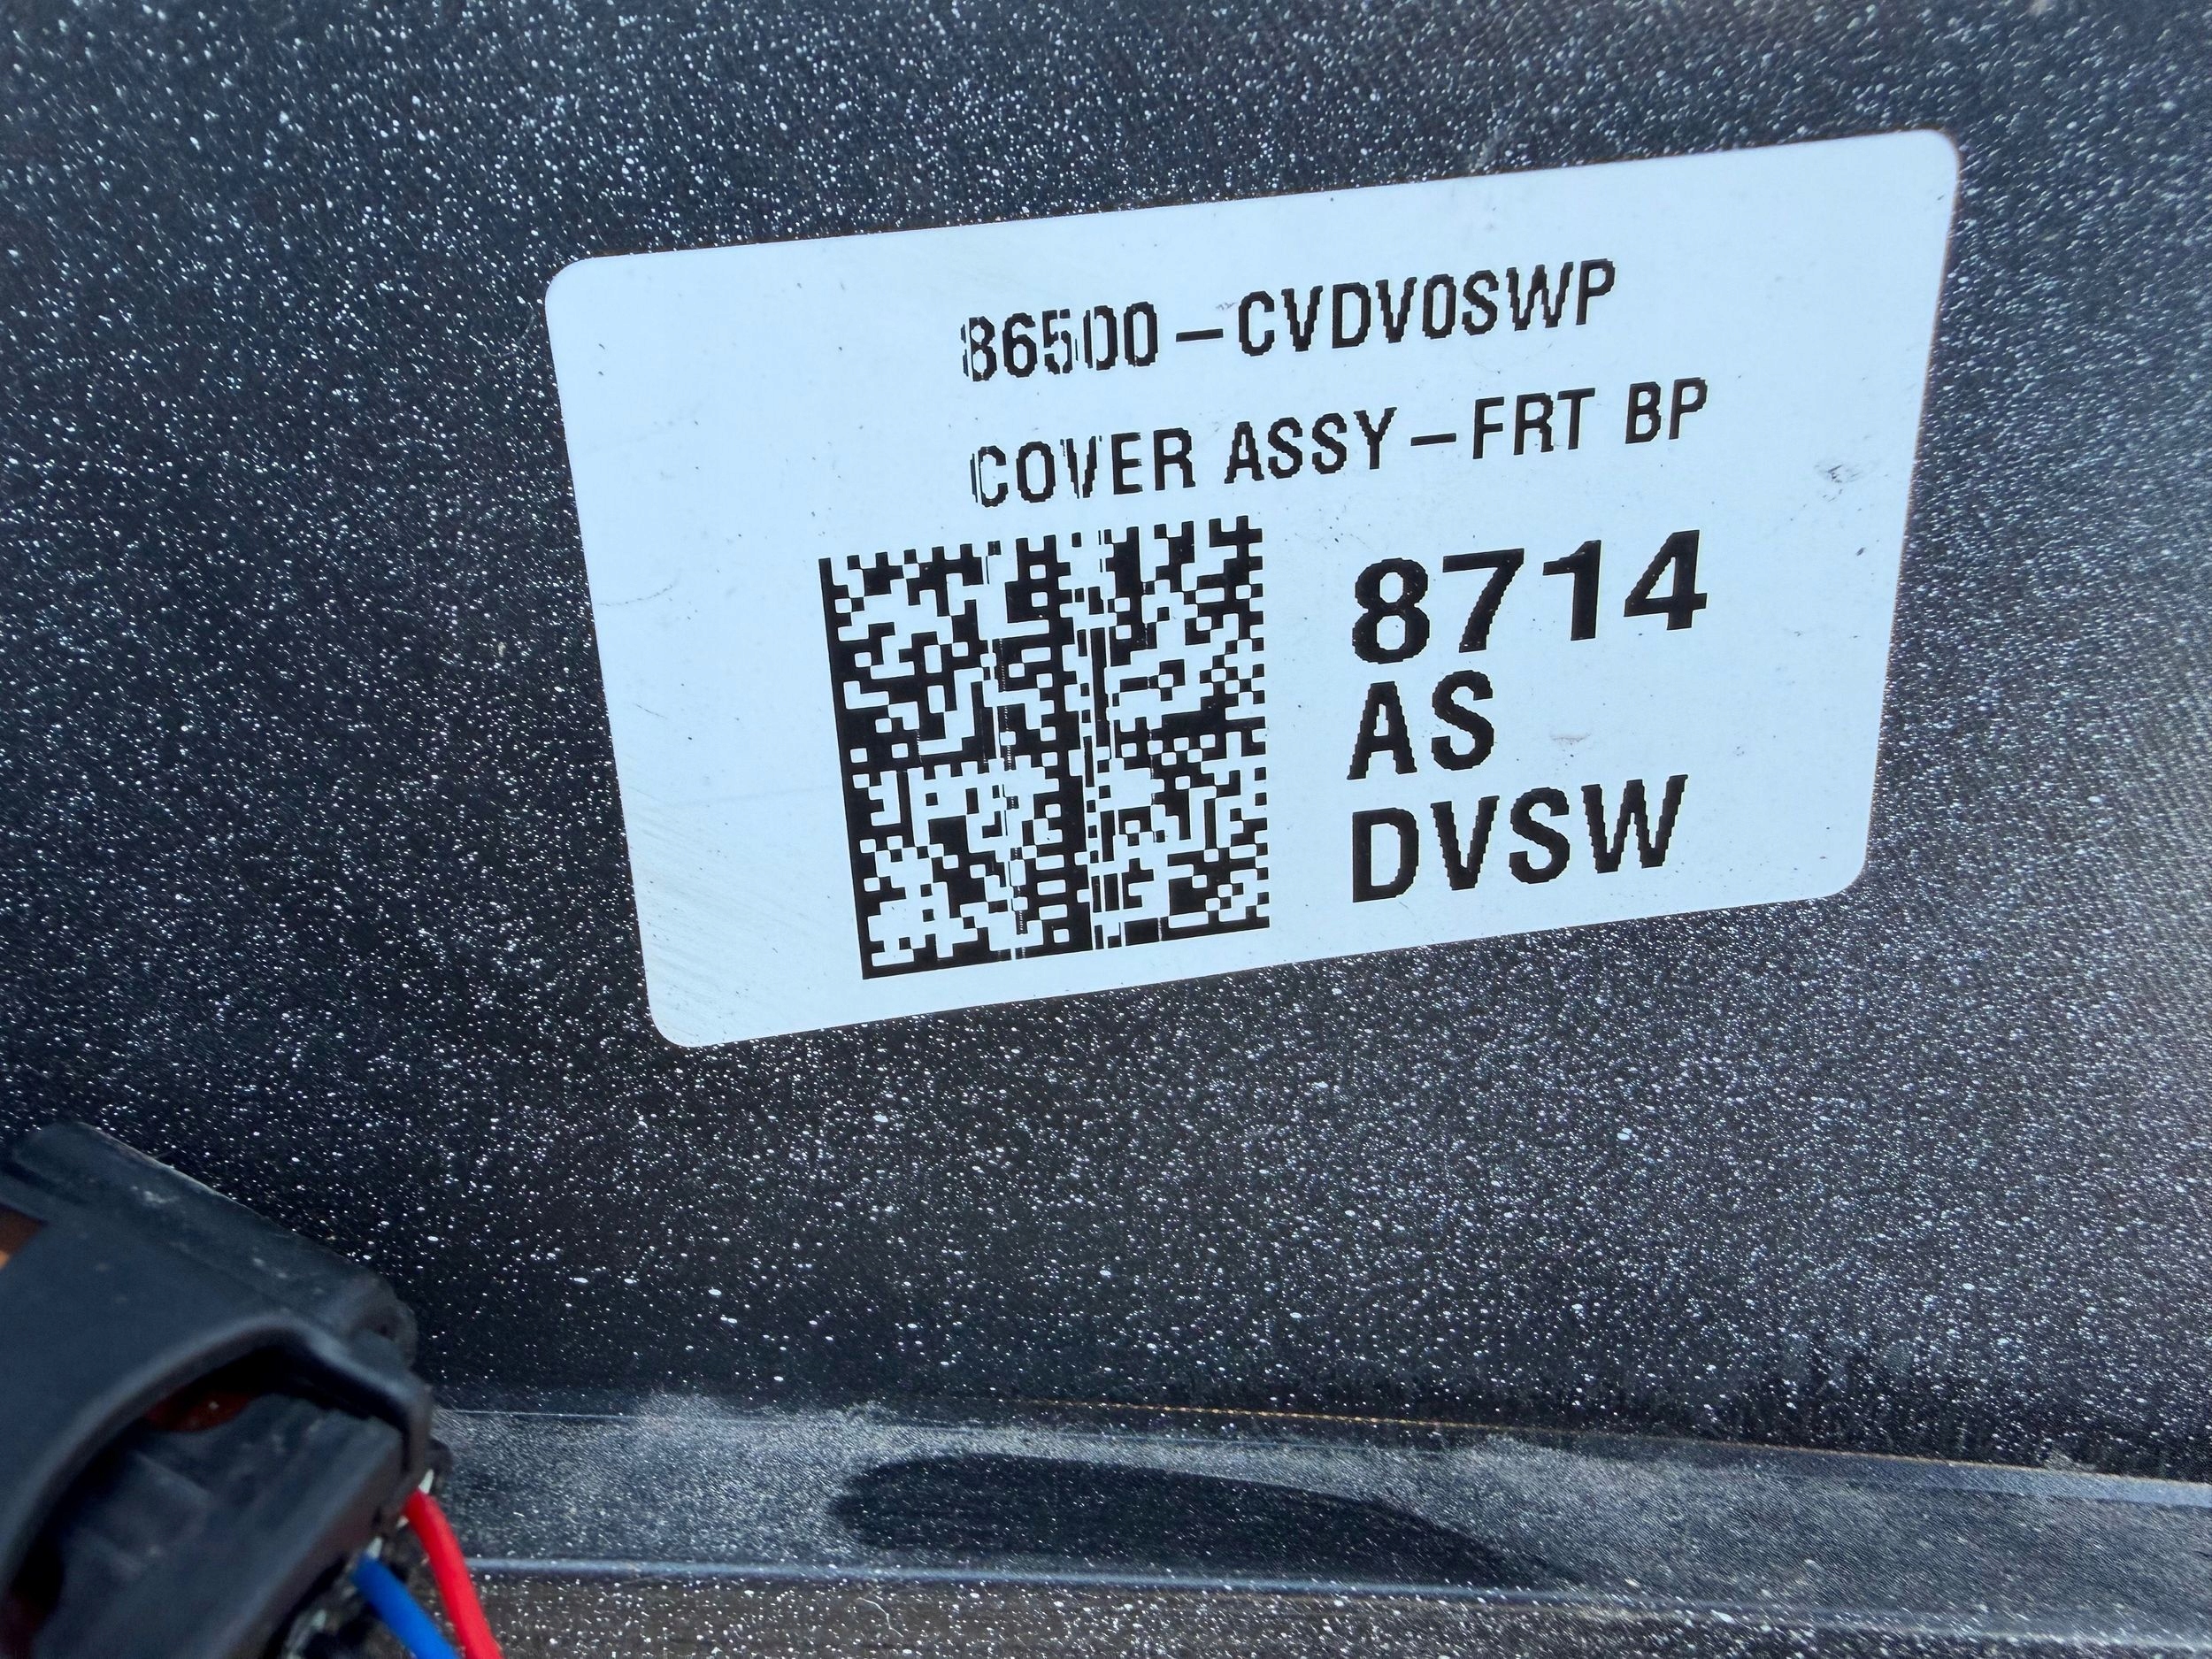 86500-CVDV0SWP
COVER ASSY-FRT BP
8714
AS
DVSW